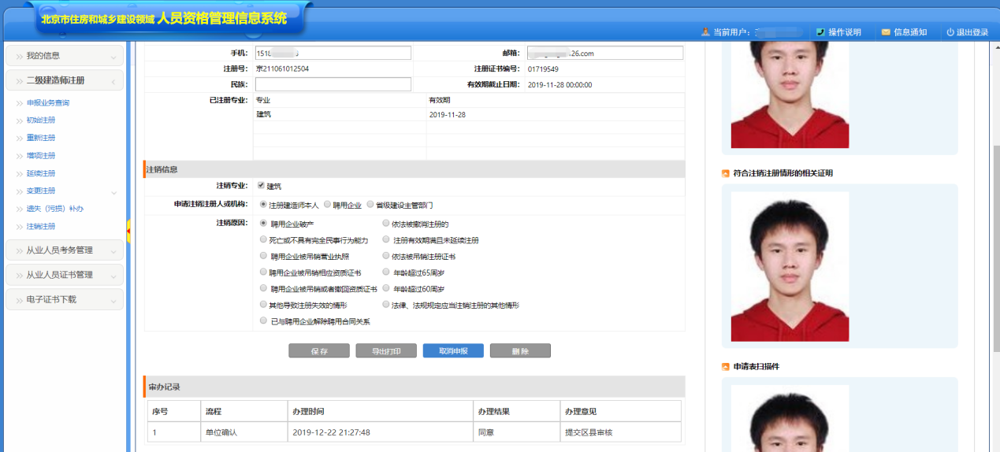 北京市住房和城乡建设领域 人员资格管理信息系统
当前用户： 操作说明 信息通知 退出登录
我的信息
二级建造师注册
申报业务查询
初始注册
重新注册
增项注册
延续注册
变更注册
遗失（污损）补办
注销注册
从业人员考务管理
从业人员证书管理
电子证书下载
手机： 1518 邮箱： 26.com
注册号： 京211061012504 注册证书编号： 01719549
民族： 有效期截止日期： 2019-11-28 00:00:00
已注册专业： 专业 有效期
建筑 2019-11-28
注销信息
注销专业： 建筑
申请注销注册人或机构： 注册建造师本人 聘用企业 省级建设主管部门
注销原因： 聘用企业破产 依法被撤消注册的
死亡或不具有完全民事行为能力 注册有效期满且未延续注册
聘用企业被吊销营业执照 依法被吊销注册证书
聘用企业被吊销相应资质证书 年龄超过65周岁
聘用企业被吊销或者撤回资质证书 年龄超过60周岁
其他导致注册失效的情形 法律、法规规定应当注销注册的其他情形
已与聘用企业解除聘用合同关系
保 存 导出打印 取消申报 删 除
审办记录
序号 流程 办理时间 办理结果 办理意见
1 单位确认 2019-12-22 21:27:48 同意 提交区县审核
符合注销注册情形的相关证明
申请表扫描件